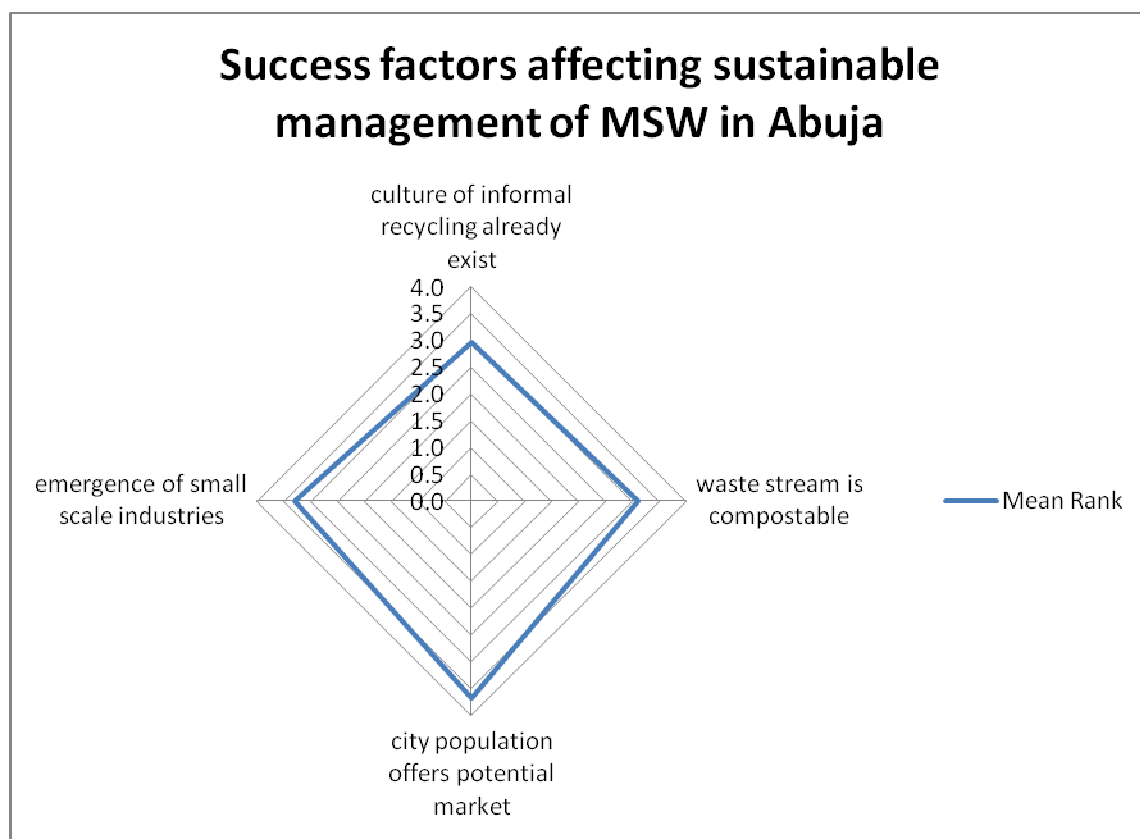 Success factors affecting sustainable
management of MSW in Abuja
culture of informal
recycling already
exist
4.0
3.5
3.0
2.5
2.0
1.5
1.0
0.5
0.0
emergence of small
scale industries
waste stream is
compostable
Mean Rank
city population
offers potential
market